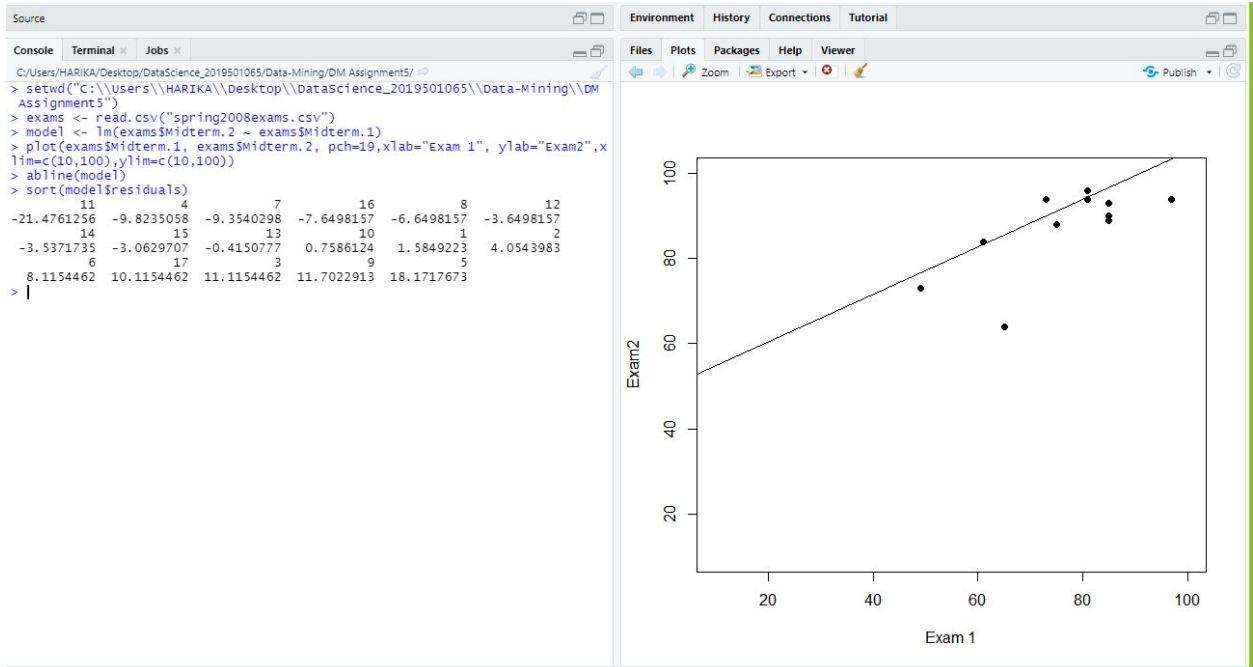 Source
Console Terminal × Jobs ×
C:/Users/HARIKA/Desktop/DataScience_2019501065/Data-Mining/DM Assignment5/
> setwd("C:\\Users\\HARIKA\\Desktop\\DataScience_2019501065\\Data-Mining\\DM
Assignment5")
> exams <- read.csv("spring2008exams.csv")
> model <- lm(exams$Midterm.2 ~ exams$Midterm.1)
> plot(exams$Midterm.1, exams$Midterm.2, pch=19,xlab="Exam 1", ylab="Exam2",x
lim=c(10,100),ylim=c(10,100))
> abline(model)
> sort(model$residuals)
11 4 7 16 8 12
-21.4761256 -9.8235058 -9.3540298 -7.6498157 -6.6498157 -3.6498157
14 15 13 10 1 2
-3.5371735 -3.0629707 -0.4150777 0.7586124 1.5849223 4.0543983
6 17 3 9 5
8.1154462 10.1154462 11.1154462 11.7022913 18.1717673
>
Environment History Connections Tutorial
Files Plots Packages Help Viewer
Zoom Export Publish
100
80
60
40
20
Exam2
20 40 60 80 100
Exam 1